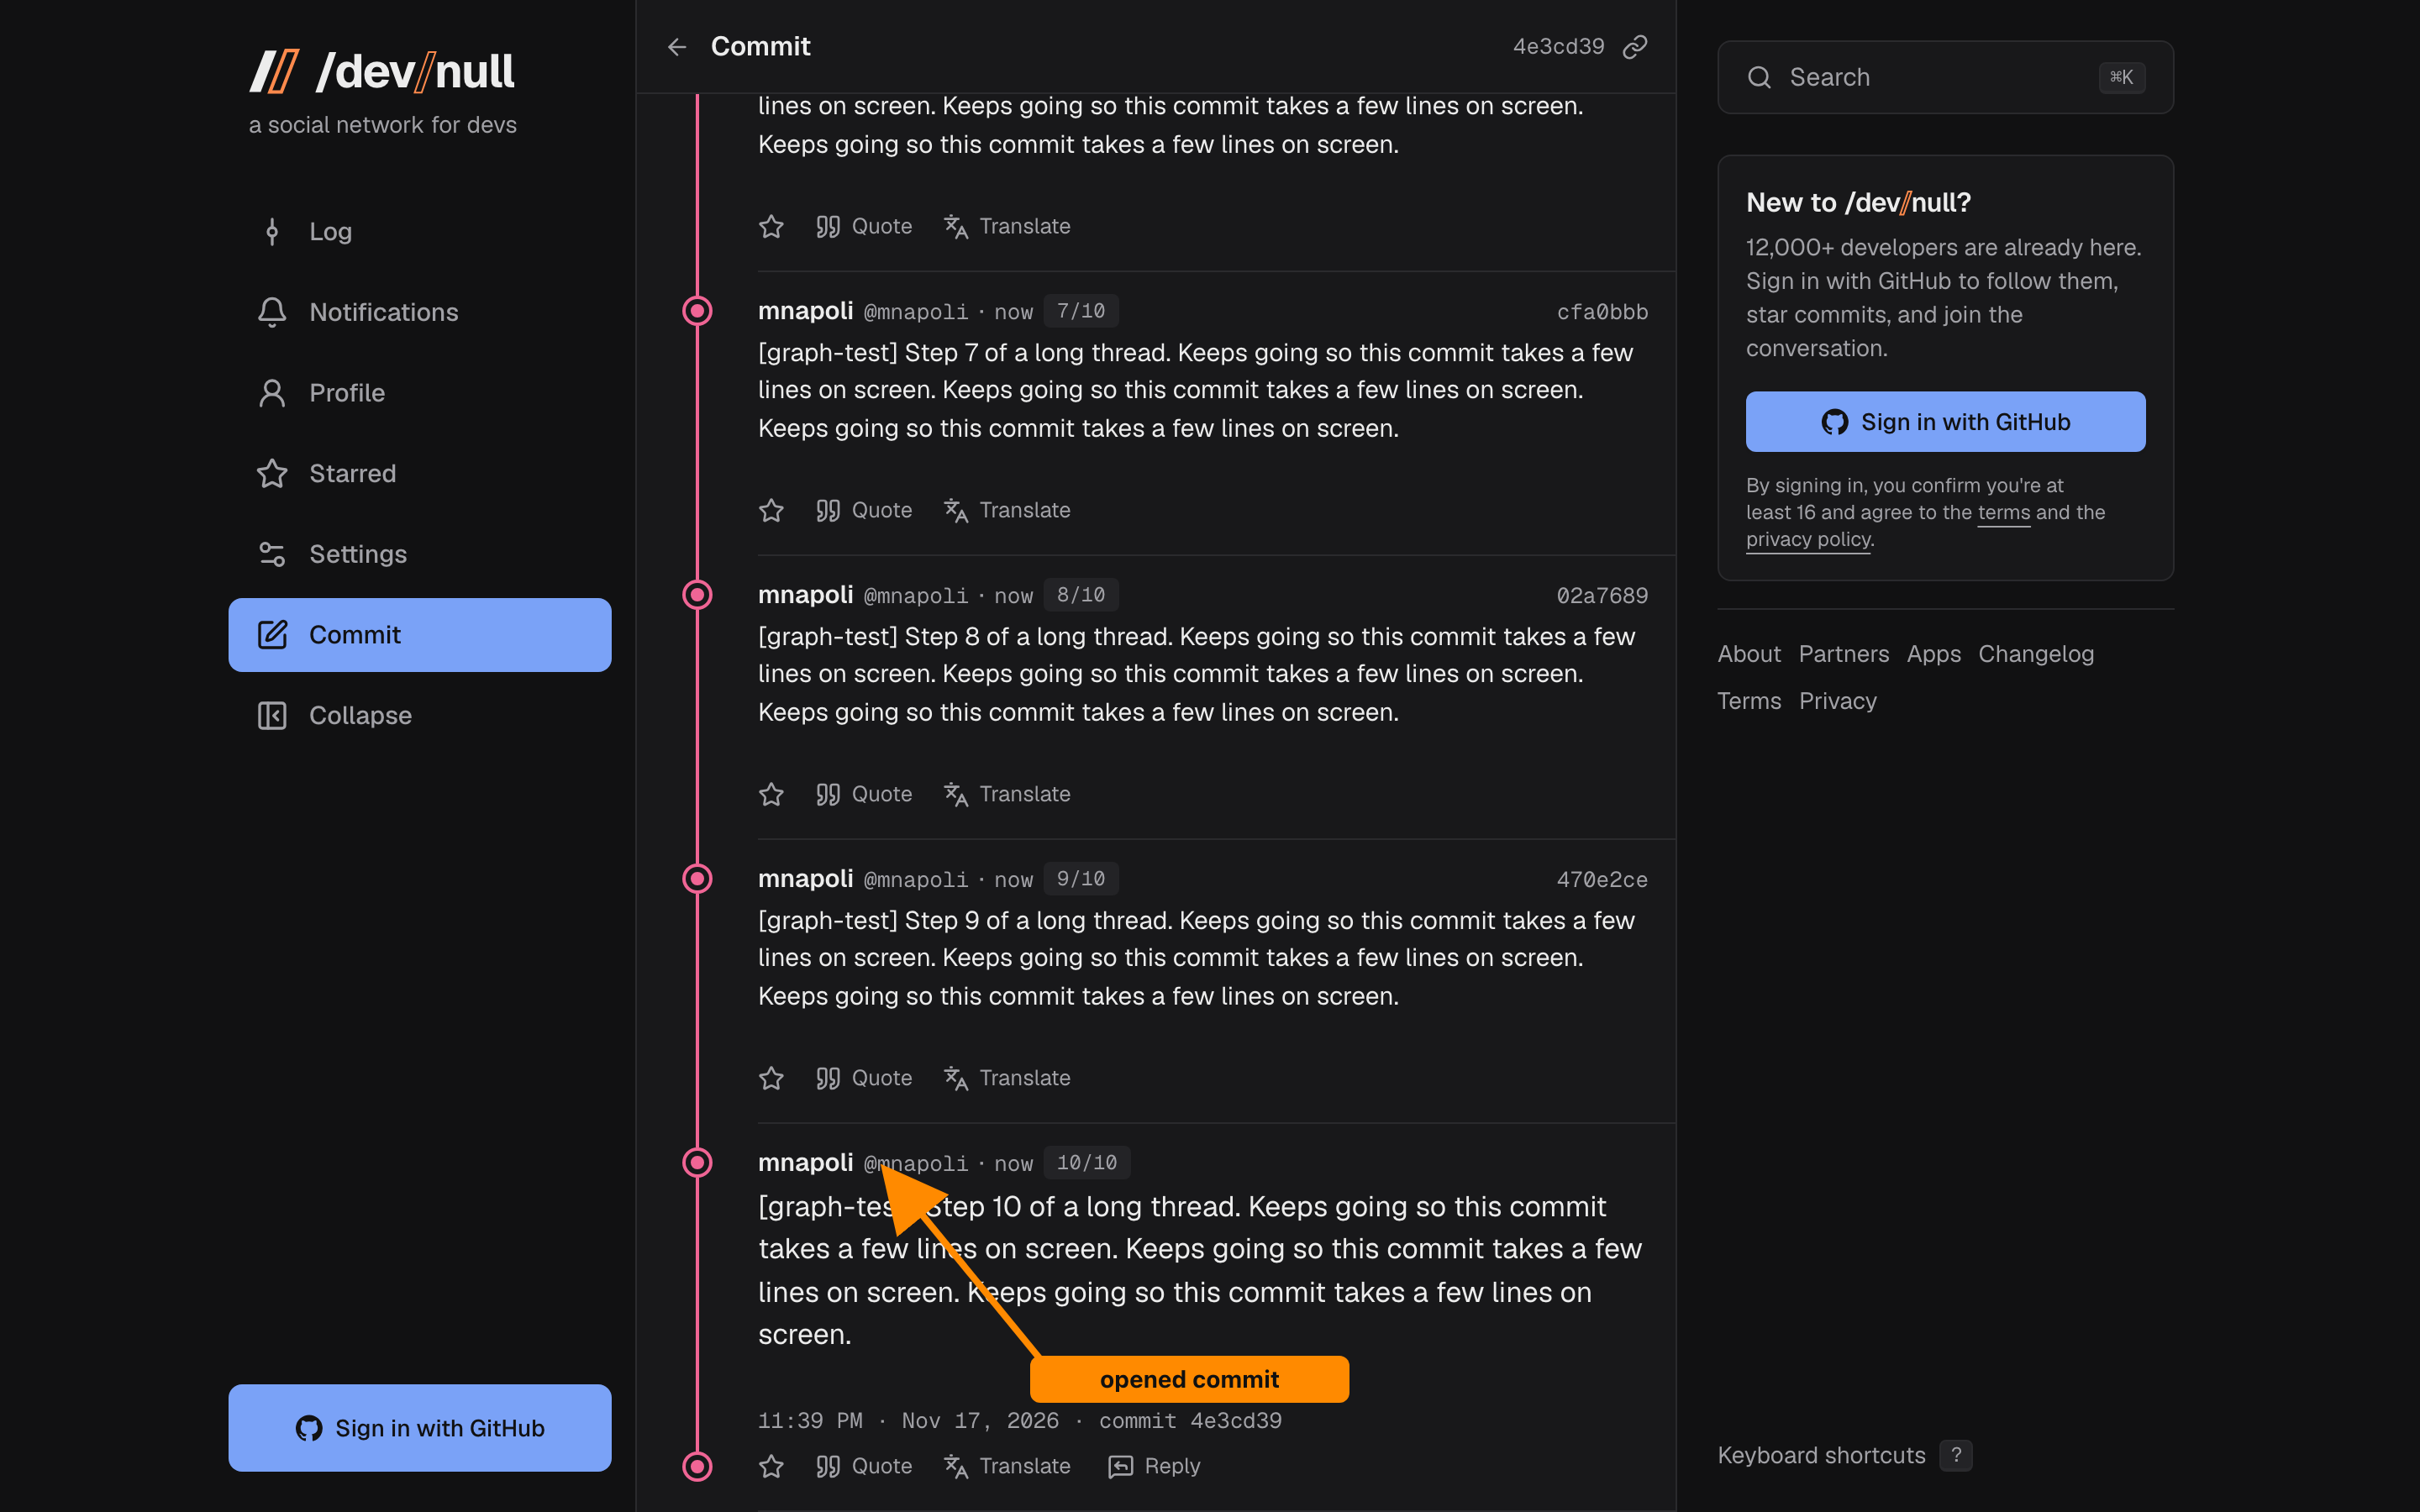 /dev//null
a social network for devs
Log
Notifications
Profile
Starred
Settings
Commit
Collapse
Sign in with GitHub
Commit
4e3cd39
lines on screen. Keeps going so this commit takes a few lines on screen.
Keeps going so this commit takes a few lines on screen.
Quote Translate
mnapoli @mnapoli · now 7/10 cfa0bbb
[graph-test] Step 7 of a long thread. Keeps going so this commit takes a few
lines on screen. Keeps going so this commit takes a few lines on screen.
Keeps going so this commit takes a few lines on screen.
Quote Translate
mnapoli @mnapoli · now 8/10 02a7689
[graph-test] Step 8 of a long thread. Keeps going so this commit takes a few
lines on screen. Keeps going so this commit takes a few lines on screen.
Keeps going so this commit takes a few lines on screen.
Quote Translate
mnapoli @mnapoli · now 9/10 470e2ce
[graph-test] Step 9 of a long thread. Keeps going so this commit takes a few
lines on screen. Keeps going so this commit takes a few lines on screen.
Keeps going so this commit takes a few lines on screen.
Quote Translate
mnapoli @mnapoli · now 10/10
[graph-test] Step 10 of a long thread. Keeps going so this commit
takes a few lines on screen. Keeps going so this commit takes a few
lines on screen. Keeps going so this commit takes a few lines on
screen.
opened commit
11:39 PM · Nov 17, 2026 · commit 4e3cd39
Quote Translate Reply
Search ⌘K
New to /dev//null?
12,000+ developers are already here.
Sign in with GitHub to follow them,
star commits, and join the
conversation.
Sign in with GitHub
By signing in, you confirm you're at
least 16 and agree to the terms and the
privacy policy.
About Partners Apps Changelog
Terms Privacy
Keyboard shortcuts ?